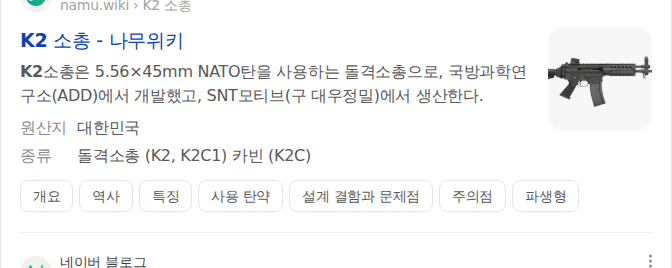 namu.wiki › K2 소총
K2 소총 - 나무위키
K2소총은 5.56×45mm NATO탄을 사용하는 돌격소총으로, 국방과학연
구소(ADD)에서 개발했고, SNT모티브(구 대우정밀)에서 생산한다.
원산지 대한민국
종류 돌격소총 (K2, K2C1) 카빈 (K2C)
개요 역사 특징 사용 탄약 설계 결함과 문제점 주의점 파생형
네이버 블로그